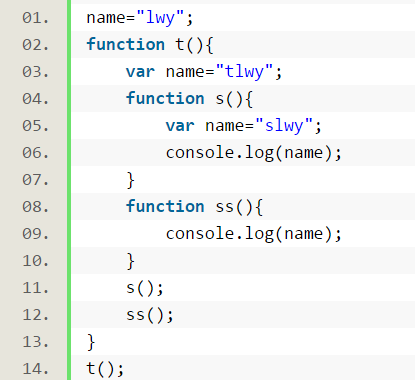 01. name="lwy";
02. function t(){
03.     var name="tlwy";
04.     function s(){
05.         var name="slwy";
06.         console.log(name);
07.     }
08.     function ss(){
09.         console.log(name);
10.     }
11.     s();
12.     ss();
13. }
14. t();